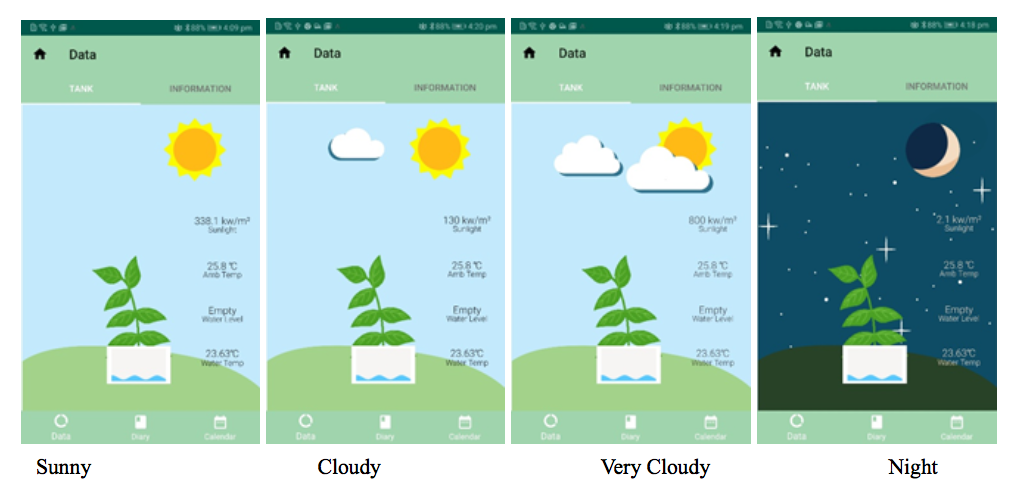 88% 4:09 pm
Data
TANK INFORMATION
338.1 kw/m²
Sunlight
25.8 °C
Amb Temp
Empty
Water Level
23.63°C
Water Temp
Data Diary Calendar
Sunny
88% 4:20 pm
Data
TANK INFORMATION
130 kw/m²
Sunlight
25.8 °C
Amb Temp
Empty
Water Level
23.63°C
Water Temp
Data Diary Calendar
Cloudy
88% 4:19 pm
Data
TANK INFORMATION
800 kw/m²
Sunlight
25.8 °C
Amb Temp
Empty
Water Level
23.63°C
Water Temp
Data Diary Calendar
Very Cloudy
88% 4:18 pm
Data
TANK INFORMATION
2.1 kw/m²
Sunlight
25.8 °C
Amb Temp
Empty
Water Level
23.63°C
Water Temp
Data Diary Calendar
Night